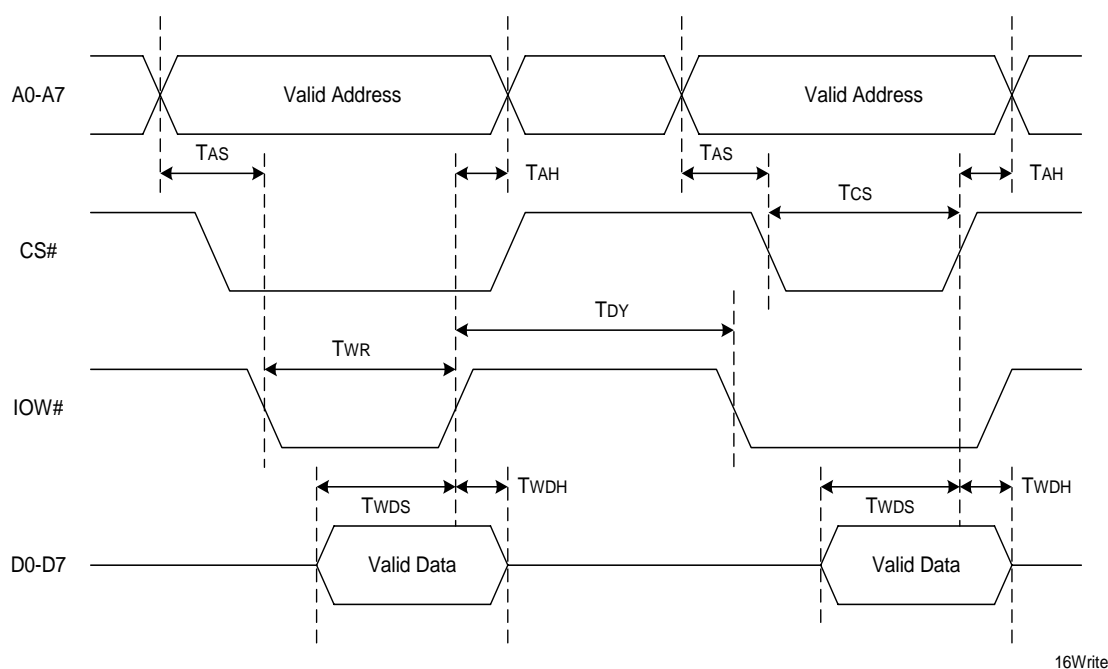 A0-A7
Valid Address
Valid Address
TAS
TAH
TAS
TAH
TCS
CS#
TDY
TWR
IOW#
TWDS
TWDH
TWDS
TWDH
D0-D7
Valid Data
Valid Data
16Write